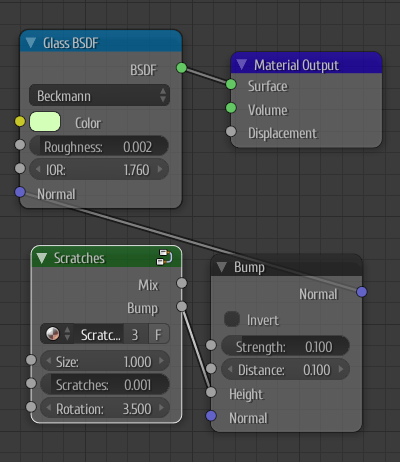 Glass BSDF
BSDF
Beckmann
Color
Roughness: 0.002
IOR: 1.760
Normal
Material Output
Surface
Volume
Displacement
Scratches
Mix
Bump
Scratc... 3 F
Size: 1.000
Scratches: 0.001
Rotation: 3.500
Bump
Normal
Invert
Strength: 0.100
Distance: 0.100
Height
Normal